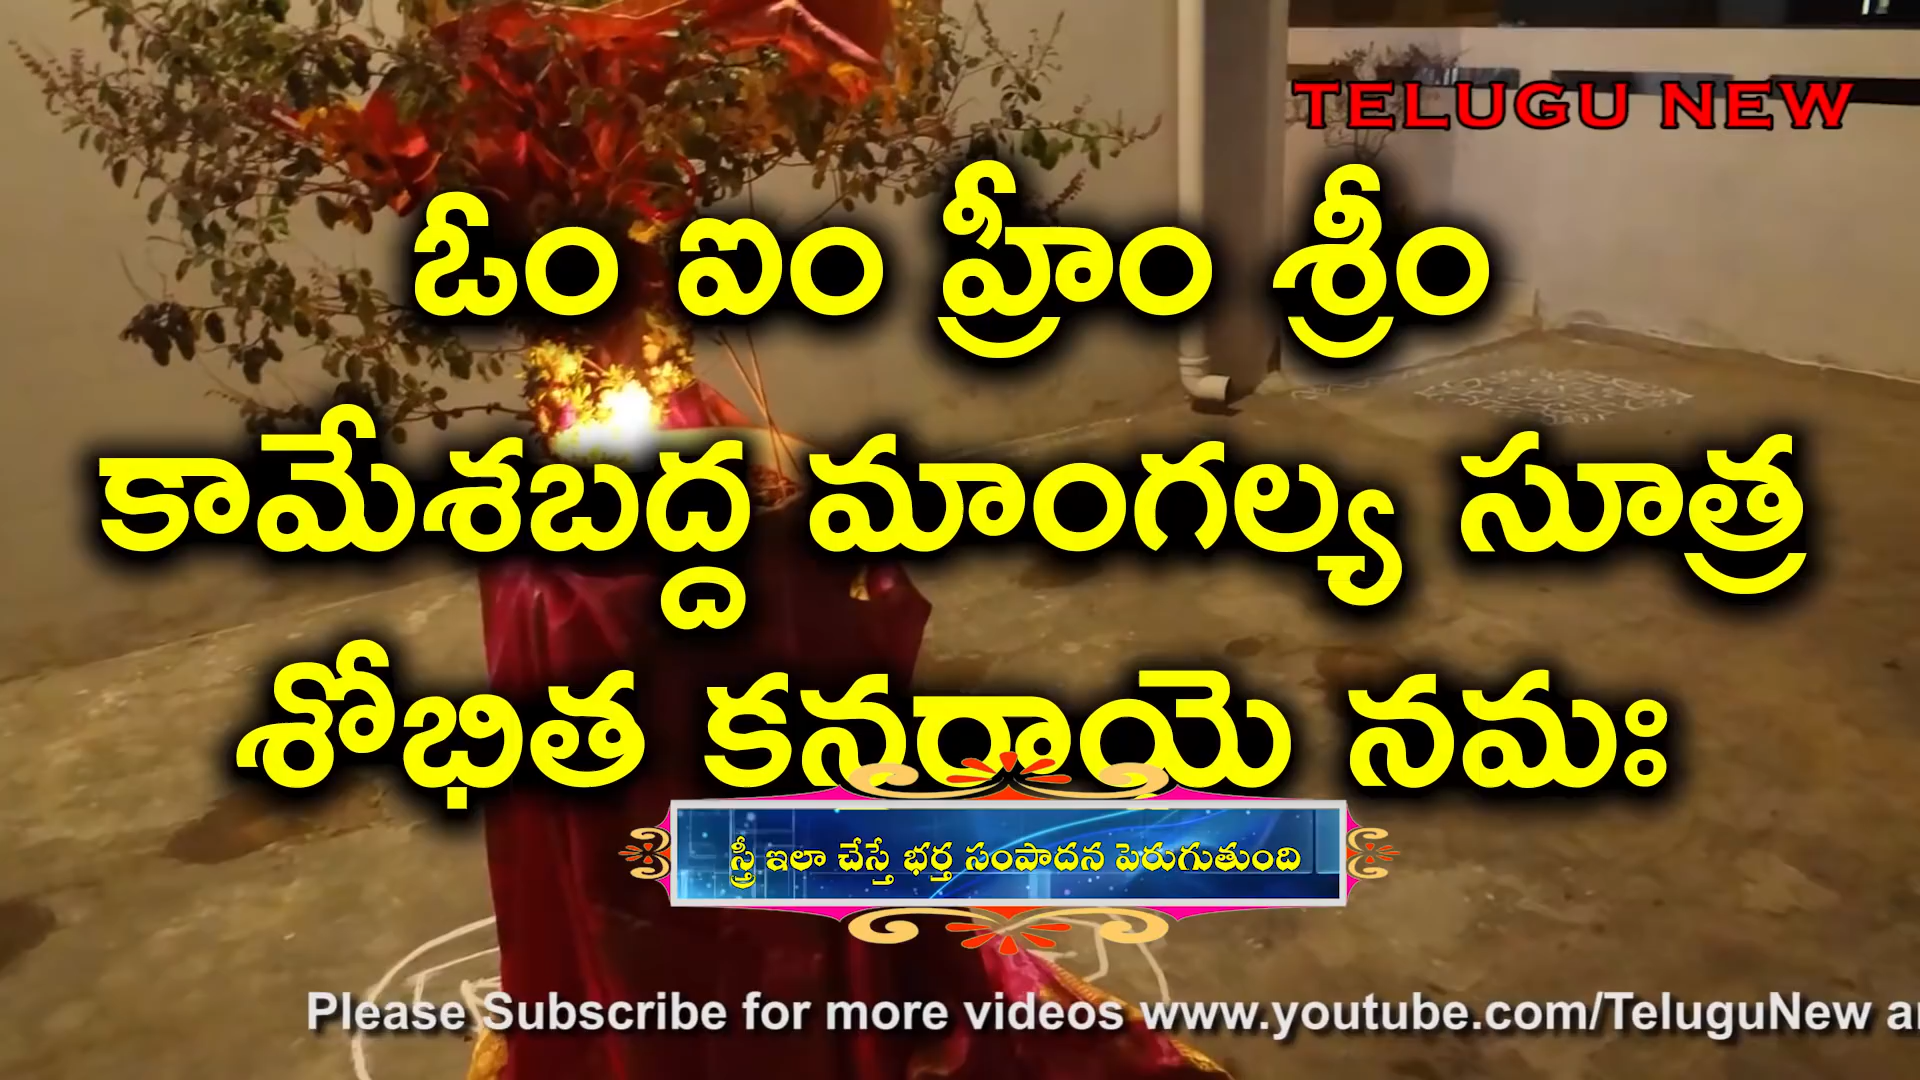 TELUGU NEW
ఓం ఐం హ్రీం శ్రీం
కామేశబద్ద మాంగల్య సూత్ర
శోభిత కనరాయై నమః
స్త్రీ ఇలా చేస్తే భర్త సంపాదన పెరుగుతుంది
Please Subscribe for more videos www.youtube.com/TeluguNew